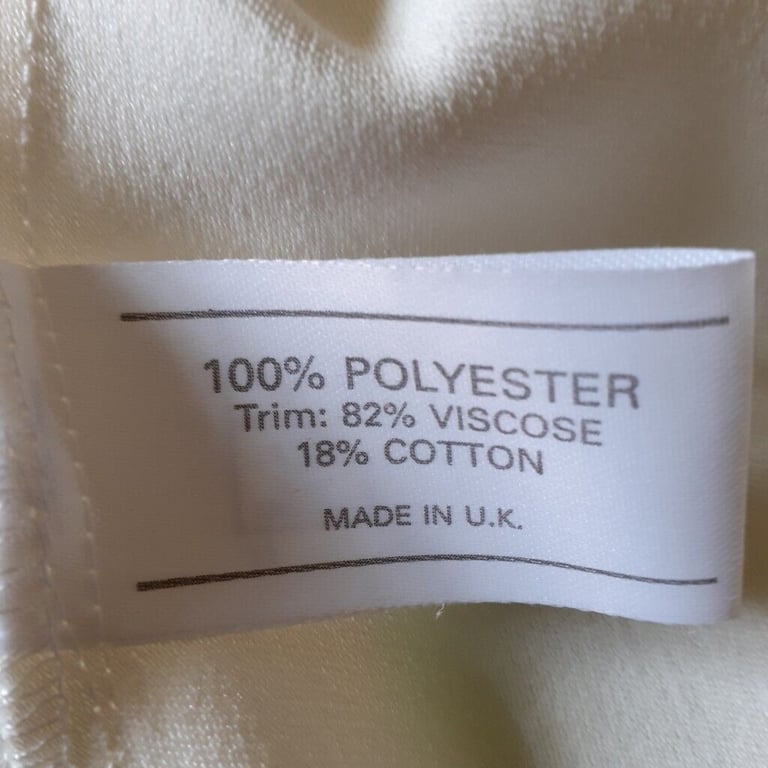 100% POLYESTER
Trim: 82% VISCOSE
18% COTTON
MADE IN U.K.